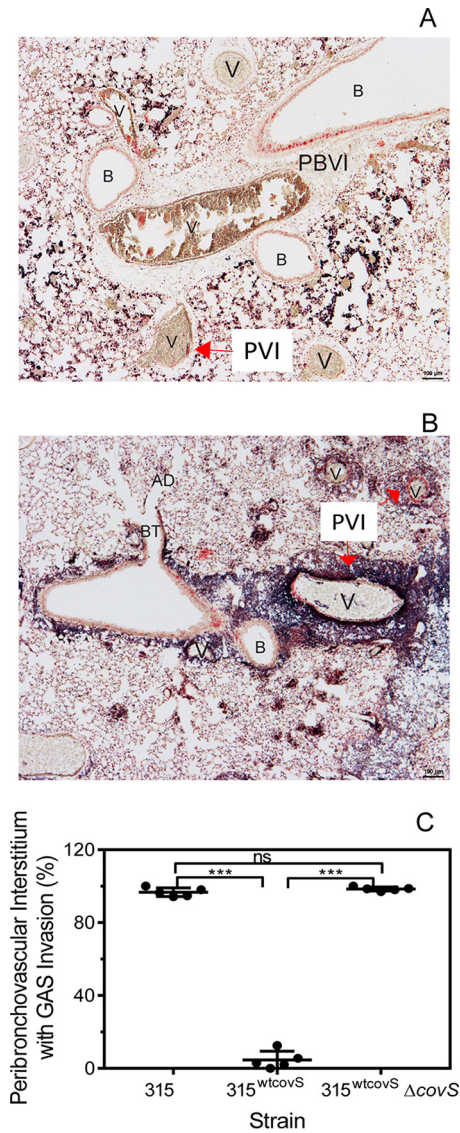 A
V
B
V
B
PBVI
V
B
V
PVI
V
100 µm
B
AD
V
V
BT
PVI
V
V
B
100 µm
C
Peribronchovascular Interstitium
with GAS Invasion (%)
120
80
40
0
ns
***
***
315
315wtcovS
315wtcovS ΔcovS
Strain